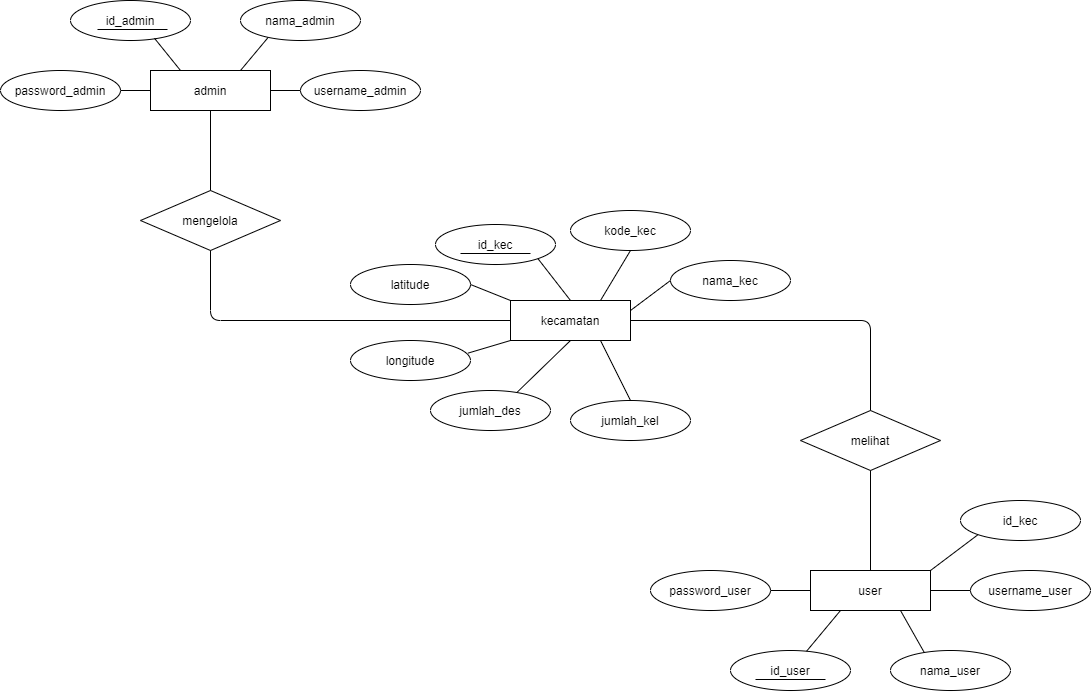 id_admin
nama_admin
password_admin
admin
username_admin
mengelola
id_kec
kode_kec
latitude
nama_kec
kecamatan
longitude
jumlah_des
jumlah_kel
melihat
id_kec
password_user
user
username_user
id_user
nama_user